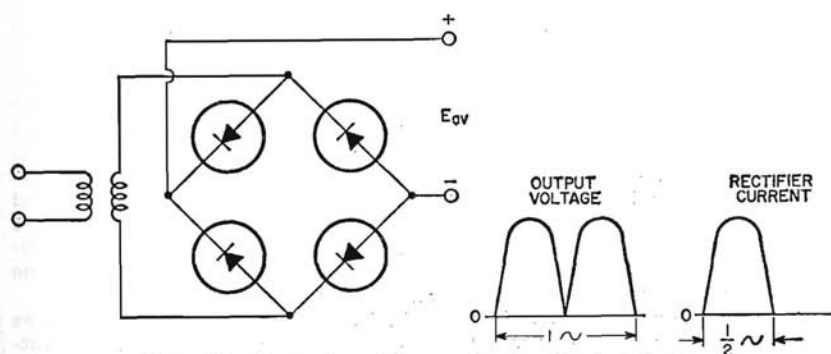 +
Eav
−
OUTPUT
VOLTAGE
RECTIFIER
CURRENT
0
1 ~
0
1/2 ~